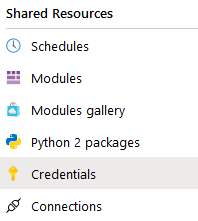 Shared Resources
Schedules
Modules
Modules gallery
Python 2 packages
Credentials
Connections